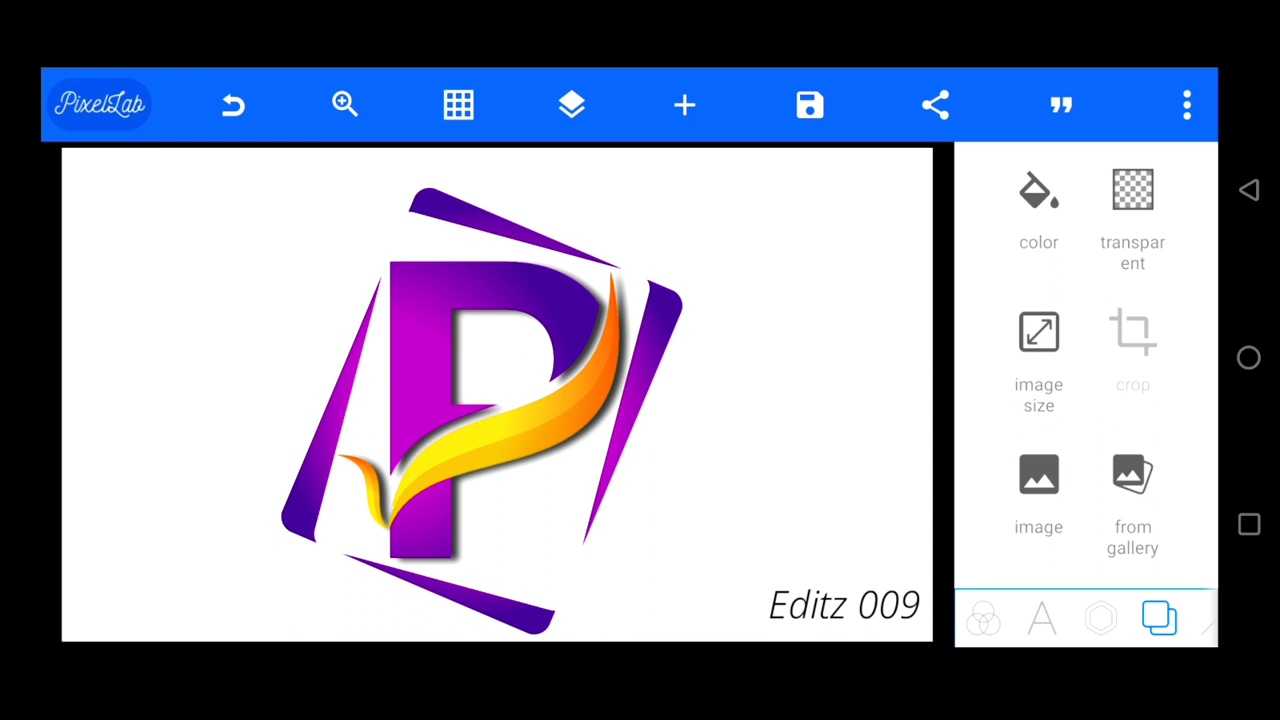 PixelLab
color
transpar
ent
image
size
crop
image
from
gallery
P
Editz 009
A